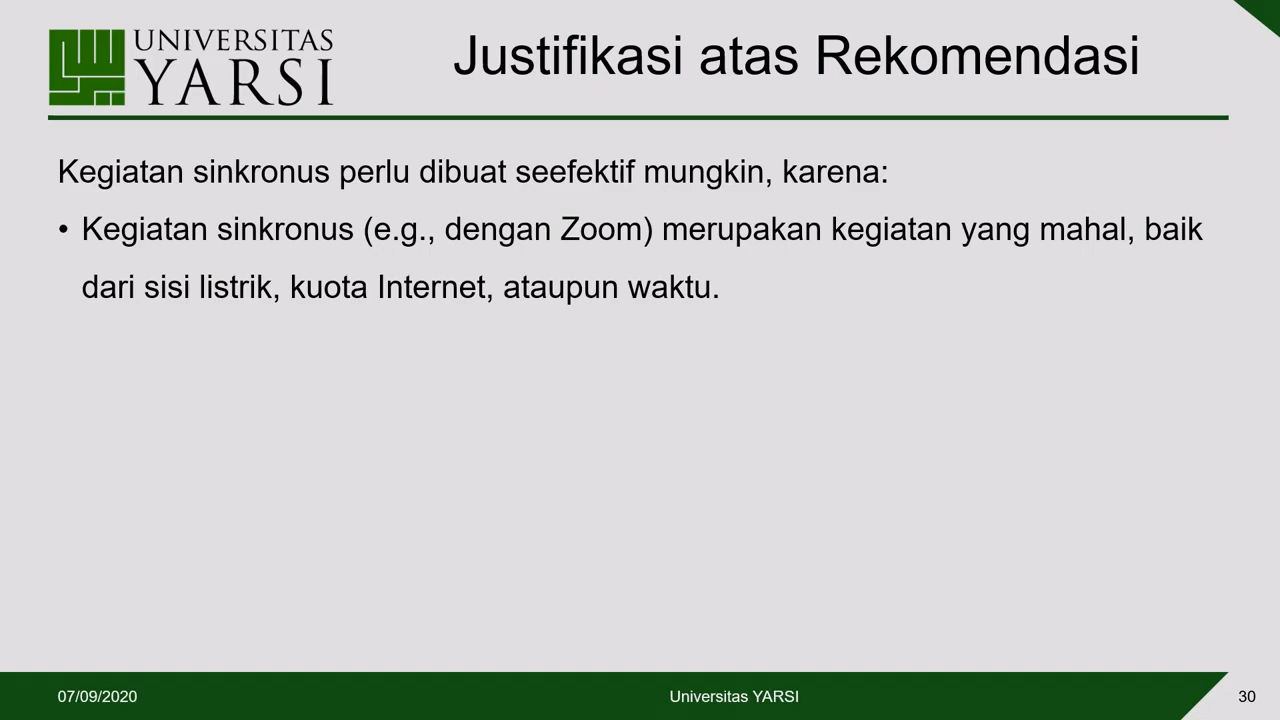 UNIVERSITAS
YARSI
Justifikasi atas Rekomendasi
Kegiatan sinkronus perlu dibuat seefektif mungkin, karena:
• Kegiatan sinkronus (e.g., dengan Zoom) merupakan kegiatan yang mahal, baik
dari sisi listrik, kuota Internet, ataupun waktu.
07/09/2020
Universitas YARSI
30